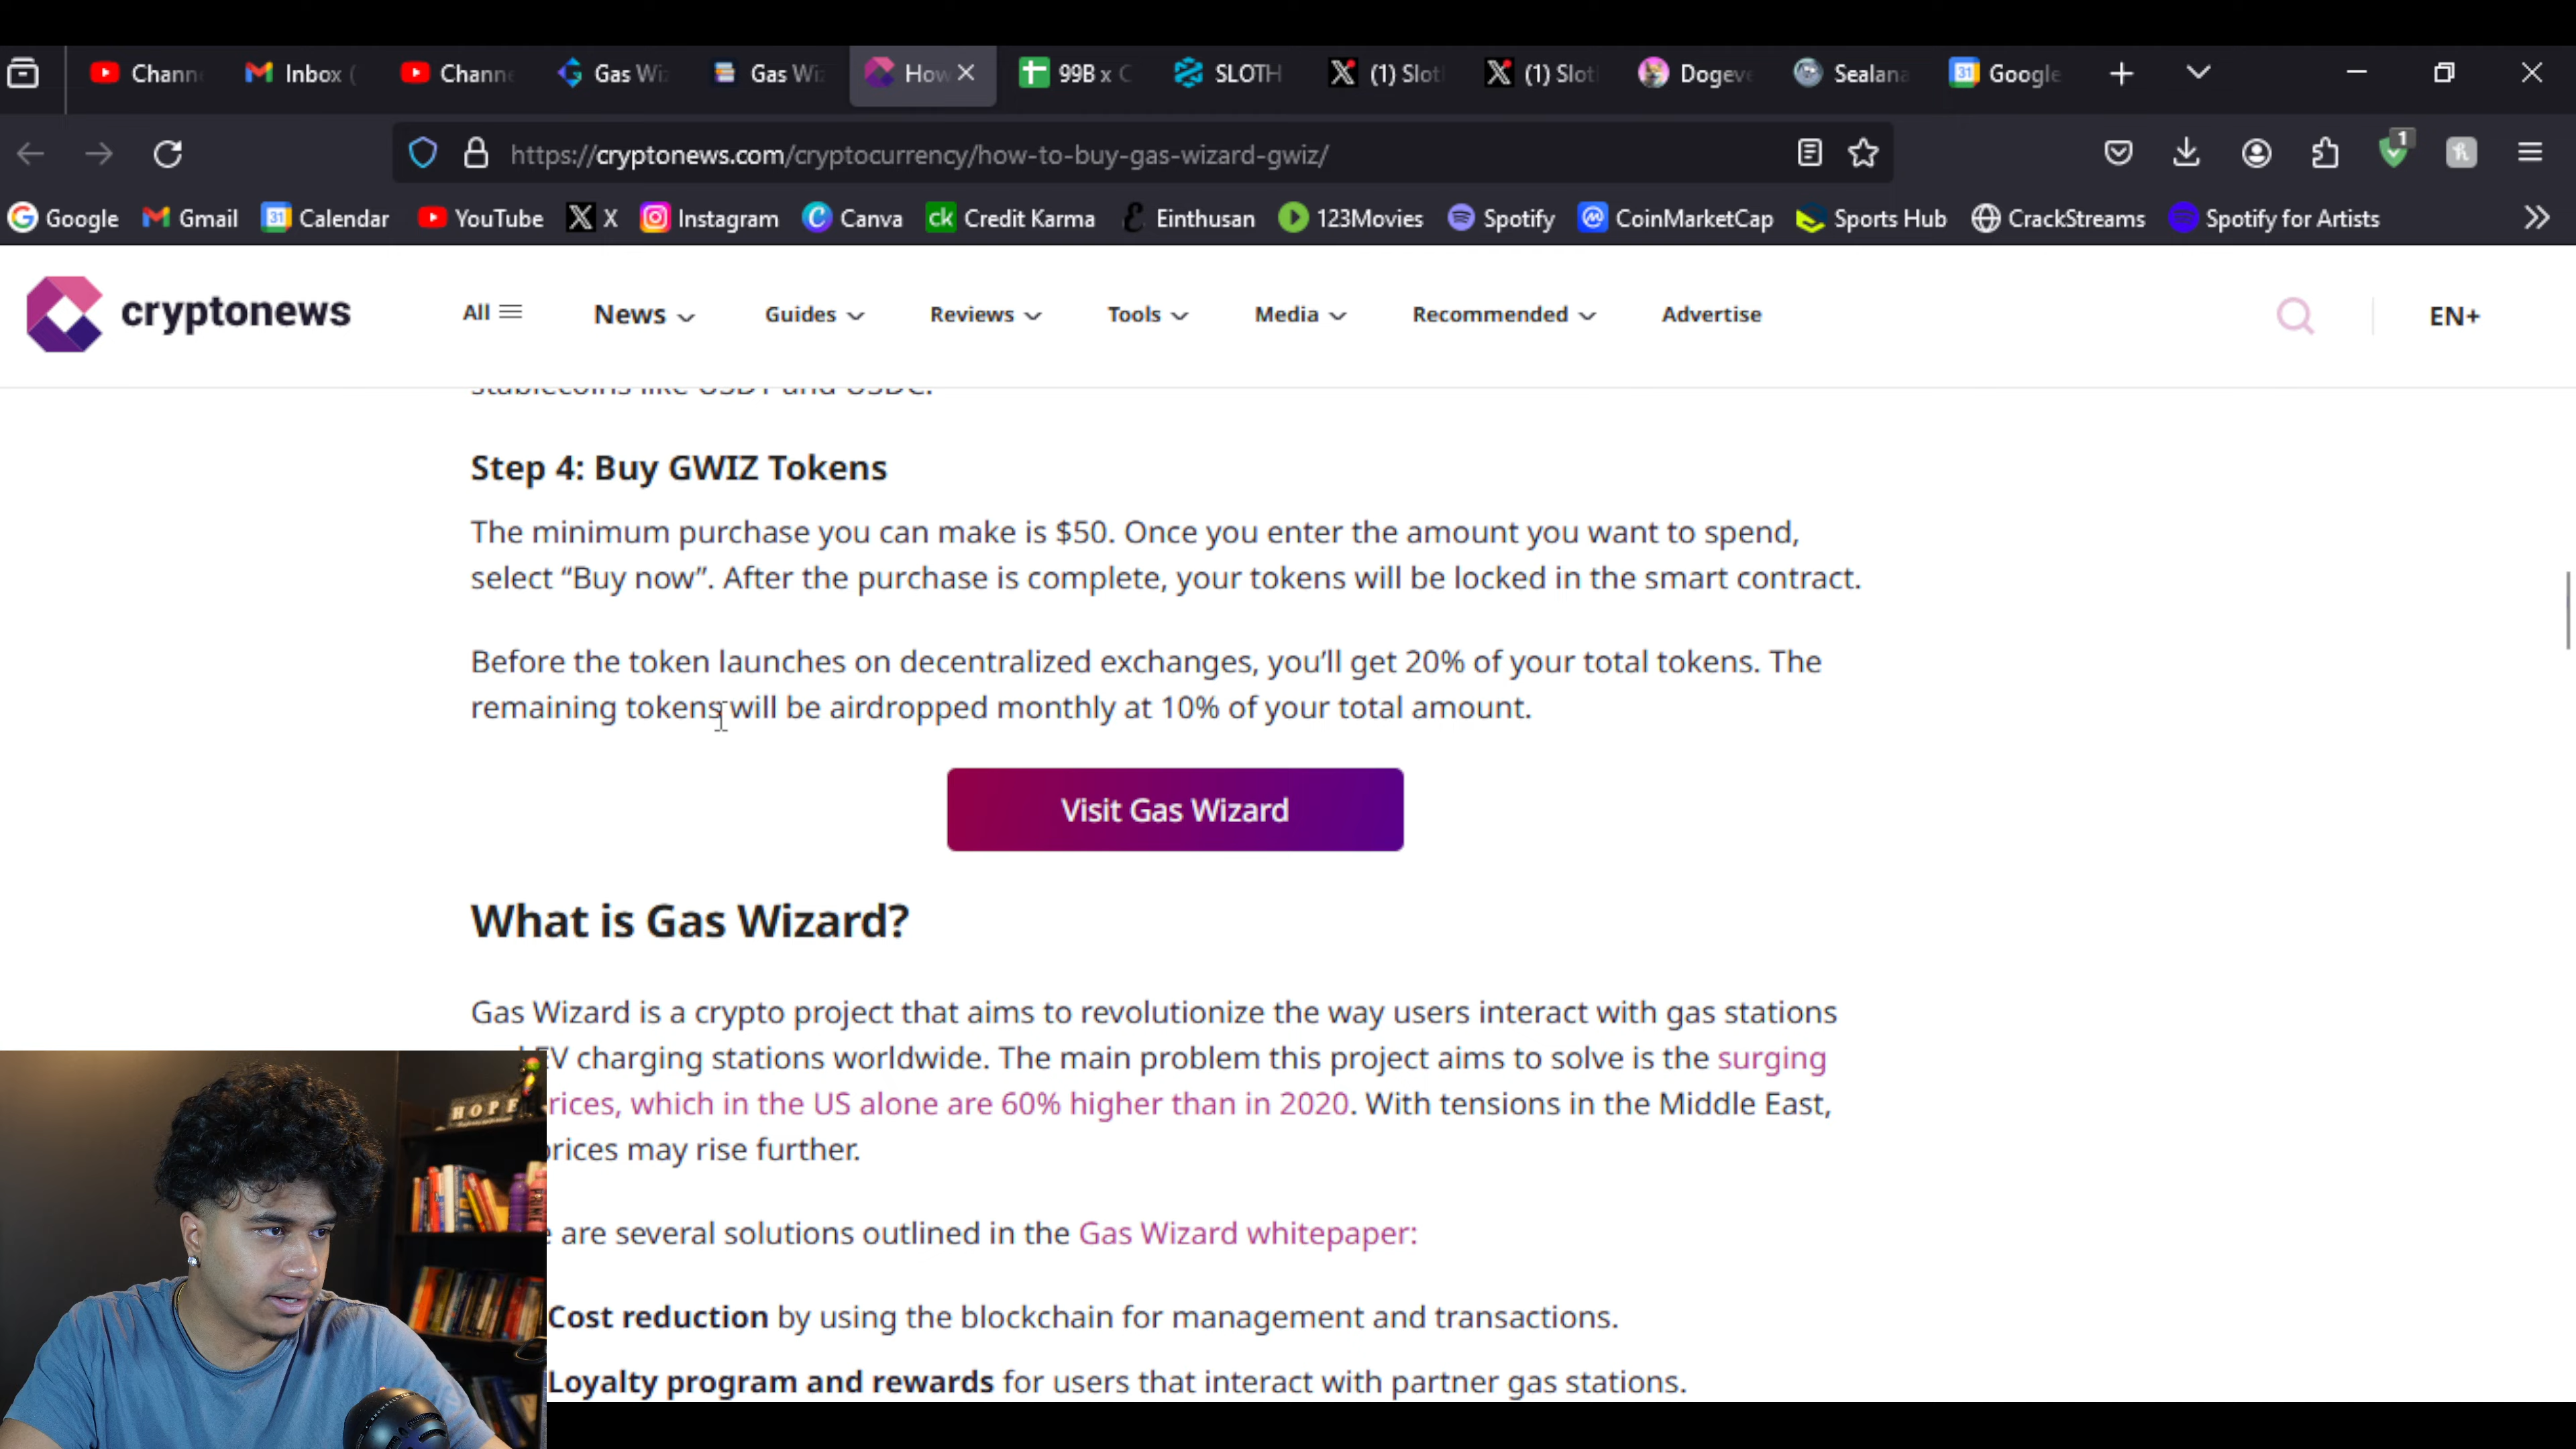 Chann
Inbox (
Chann
Gas Wi
Gas Wi
How
99B x C
SLOTH
(1) Slot
(1) Slot
Dogeve
Sealana
Google
https://cryptonews.com/cryptocurrency/how-to-buy-gas-wizard-gwiz/
1
Google
Gmail
Calendar
YouTube
X
Instagram
Canva
Credit Karma
Einthusan
123Movies
Spotify
CoinMarketCap
Sports Hub
CrackStreams
Spotify for Artists
cryptonews
All
News
Guides
Reviews
Tools
Media
Recommended
Advertise
EN+
stablecoins like USDT and USDC.
Step 4: Buy GWIZ Tokens
The minimum purchase you can make is $50. Once you enter the amount you want to spend,
select “Buy now”. After the purchase is complete, your tokens will be locked in the smart contract.
Before the token launches on decentralized exchanges, you’ll get 20% of your total tokens. The
remaining tokens will be airdropped monthly at 10% of your total amount.
Visit Gas Wizard
What is Gas Wizard?
Gas Wizard is a crypto project that aims to revolutionize the way users interact with gas stations
EV charging stations worldwide. The main problem this project aims to solve is the surging
rices, which in the US alone are 60% higher than in 2020. With tensions in the Middle East,
prices may rise further.
are several solutions outlined in the Gas Wizard whitepaper:
Cost reduction by using the blockchain for management and transactions.
Loyalty program and rewards for users that interact with partner gas stations.
HOPE